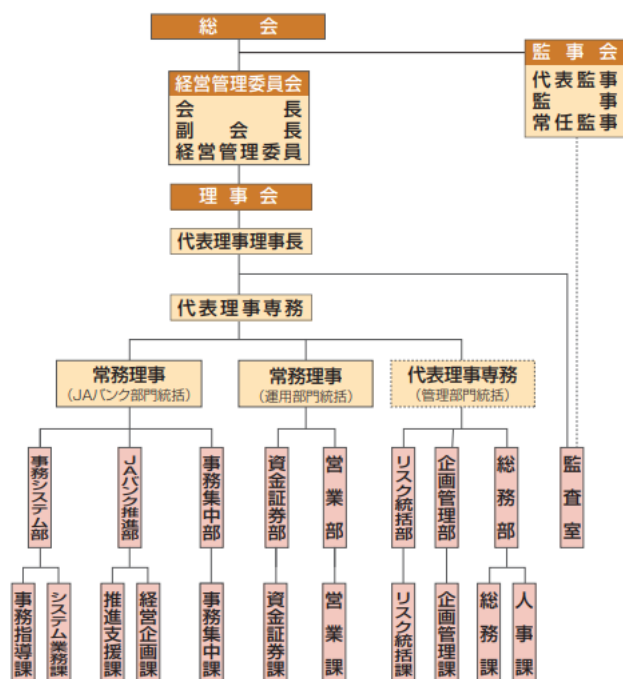 総会
監事会
代表監事
監事
常任監事
経営管理委員会
会長
副会長
経営管理委員
理事会
代表理事理事長
代表理事専務
常務理事
（JAバンク部門統括）
常務理事
（運用部門統括）
代表理事専務
（管理部門統括）
事務システム部
JAバンク推進部
事務集中部
資金証券部
営業部
リスク統括部
企画管理部
総務部
監査室
事務指導課
システム業務課
推進支援課
経営企画課
事務集中課
資金証券課
営業課
リスク統括課
企画管理課
総務課
人事課